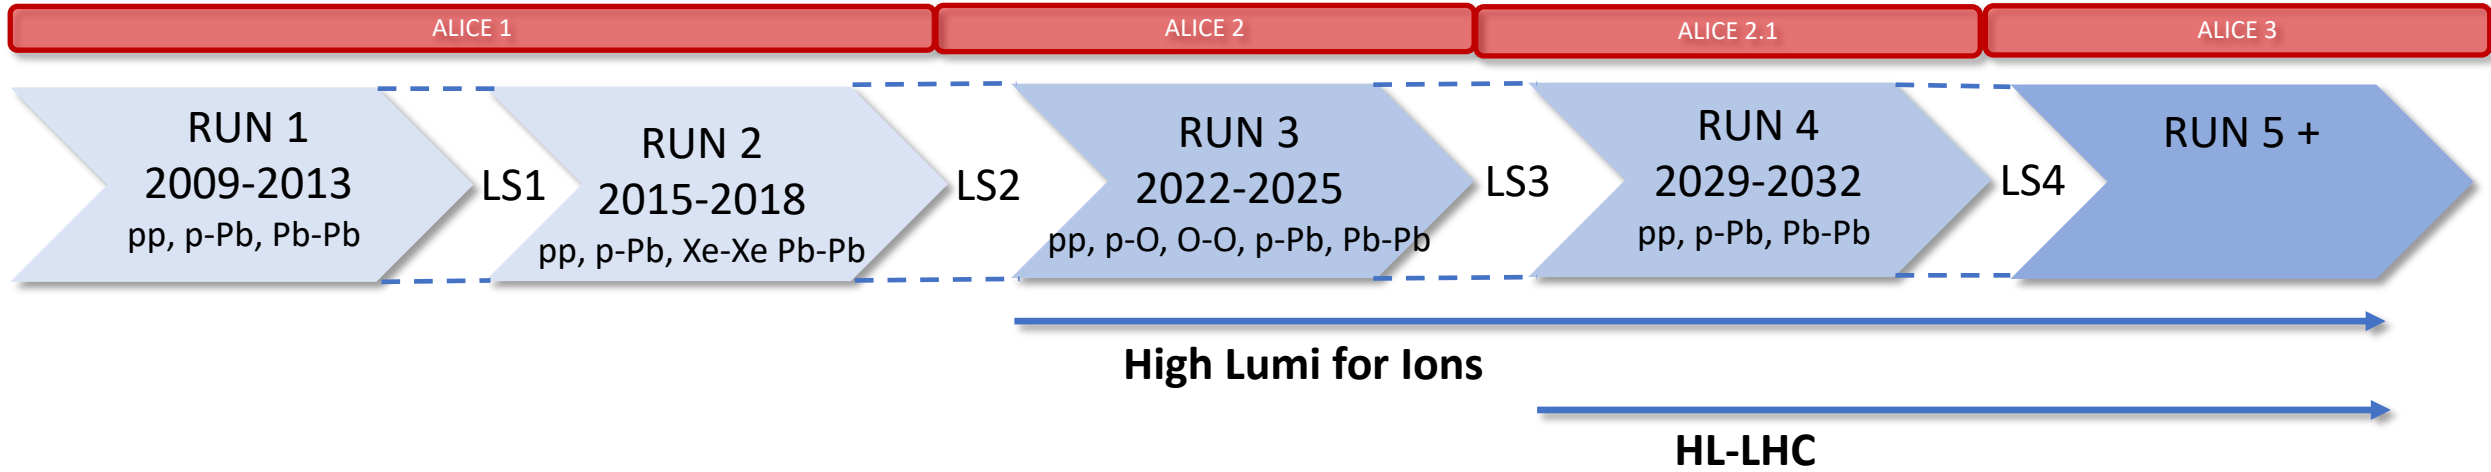 ALICE 1
ALICE 2
ALICE 2.1
ALICE 3
RUN 1
2009-2013
pp, p-Pb, Pb-Pb
LS1
RUN 2
2015-2018
pp, p-Pb, Xe-Xe Pb-Pb
LS2
RUN 3
2022-2025
pp, p-O, O-O, p-Pb, Pb-Pb
LS3
RUN 4
2029-2032
pp, p-Pb, Pb-Pb
LS4
RUN 5 +
High Lumi for Ions
HL-LHC